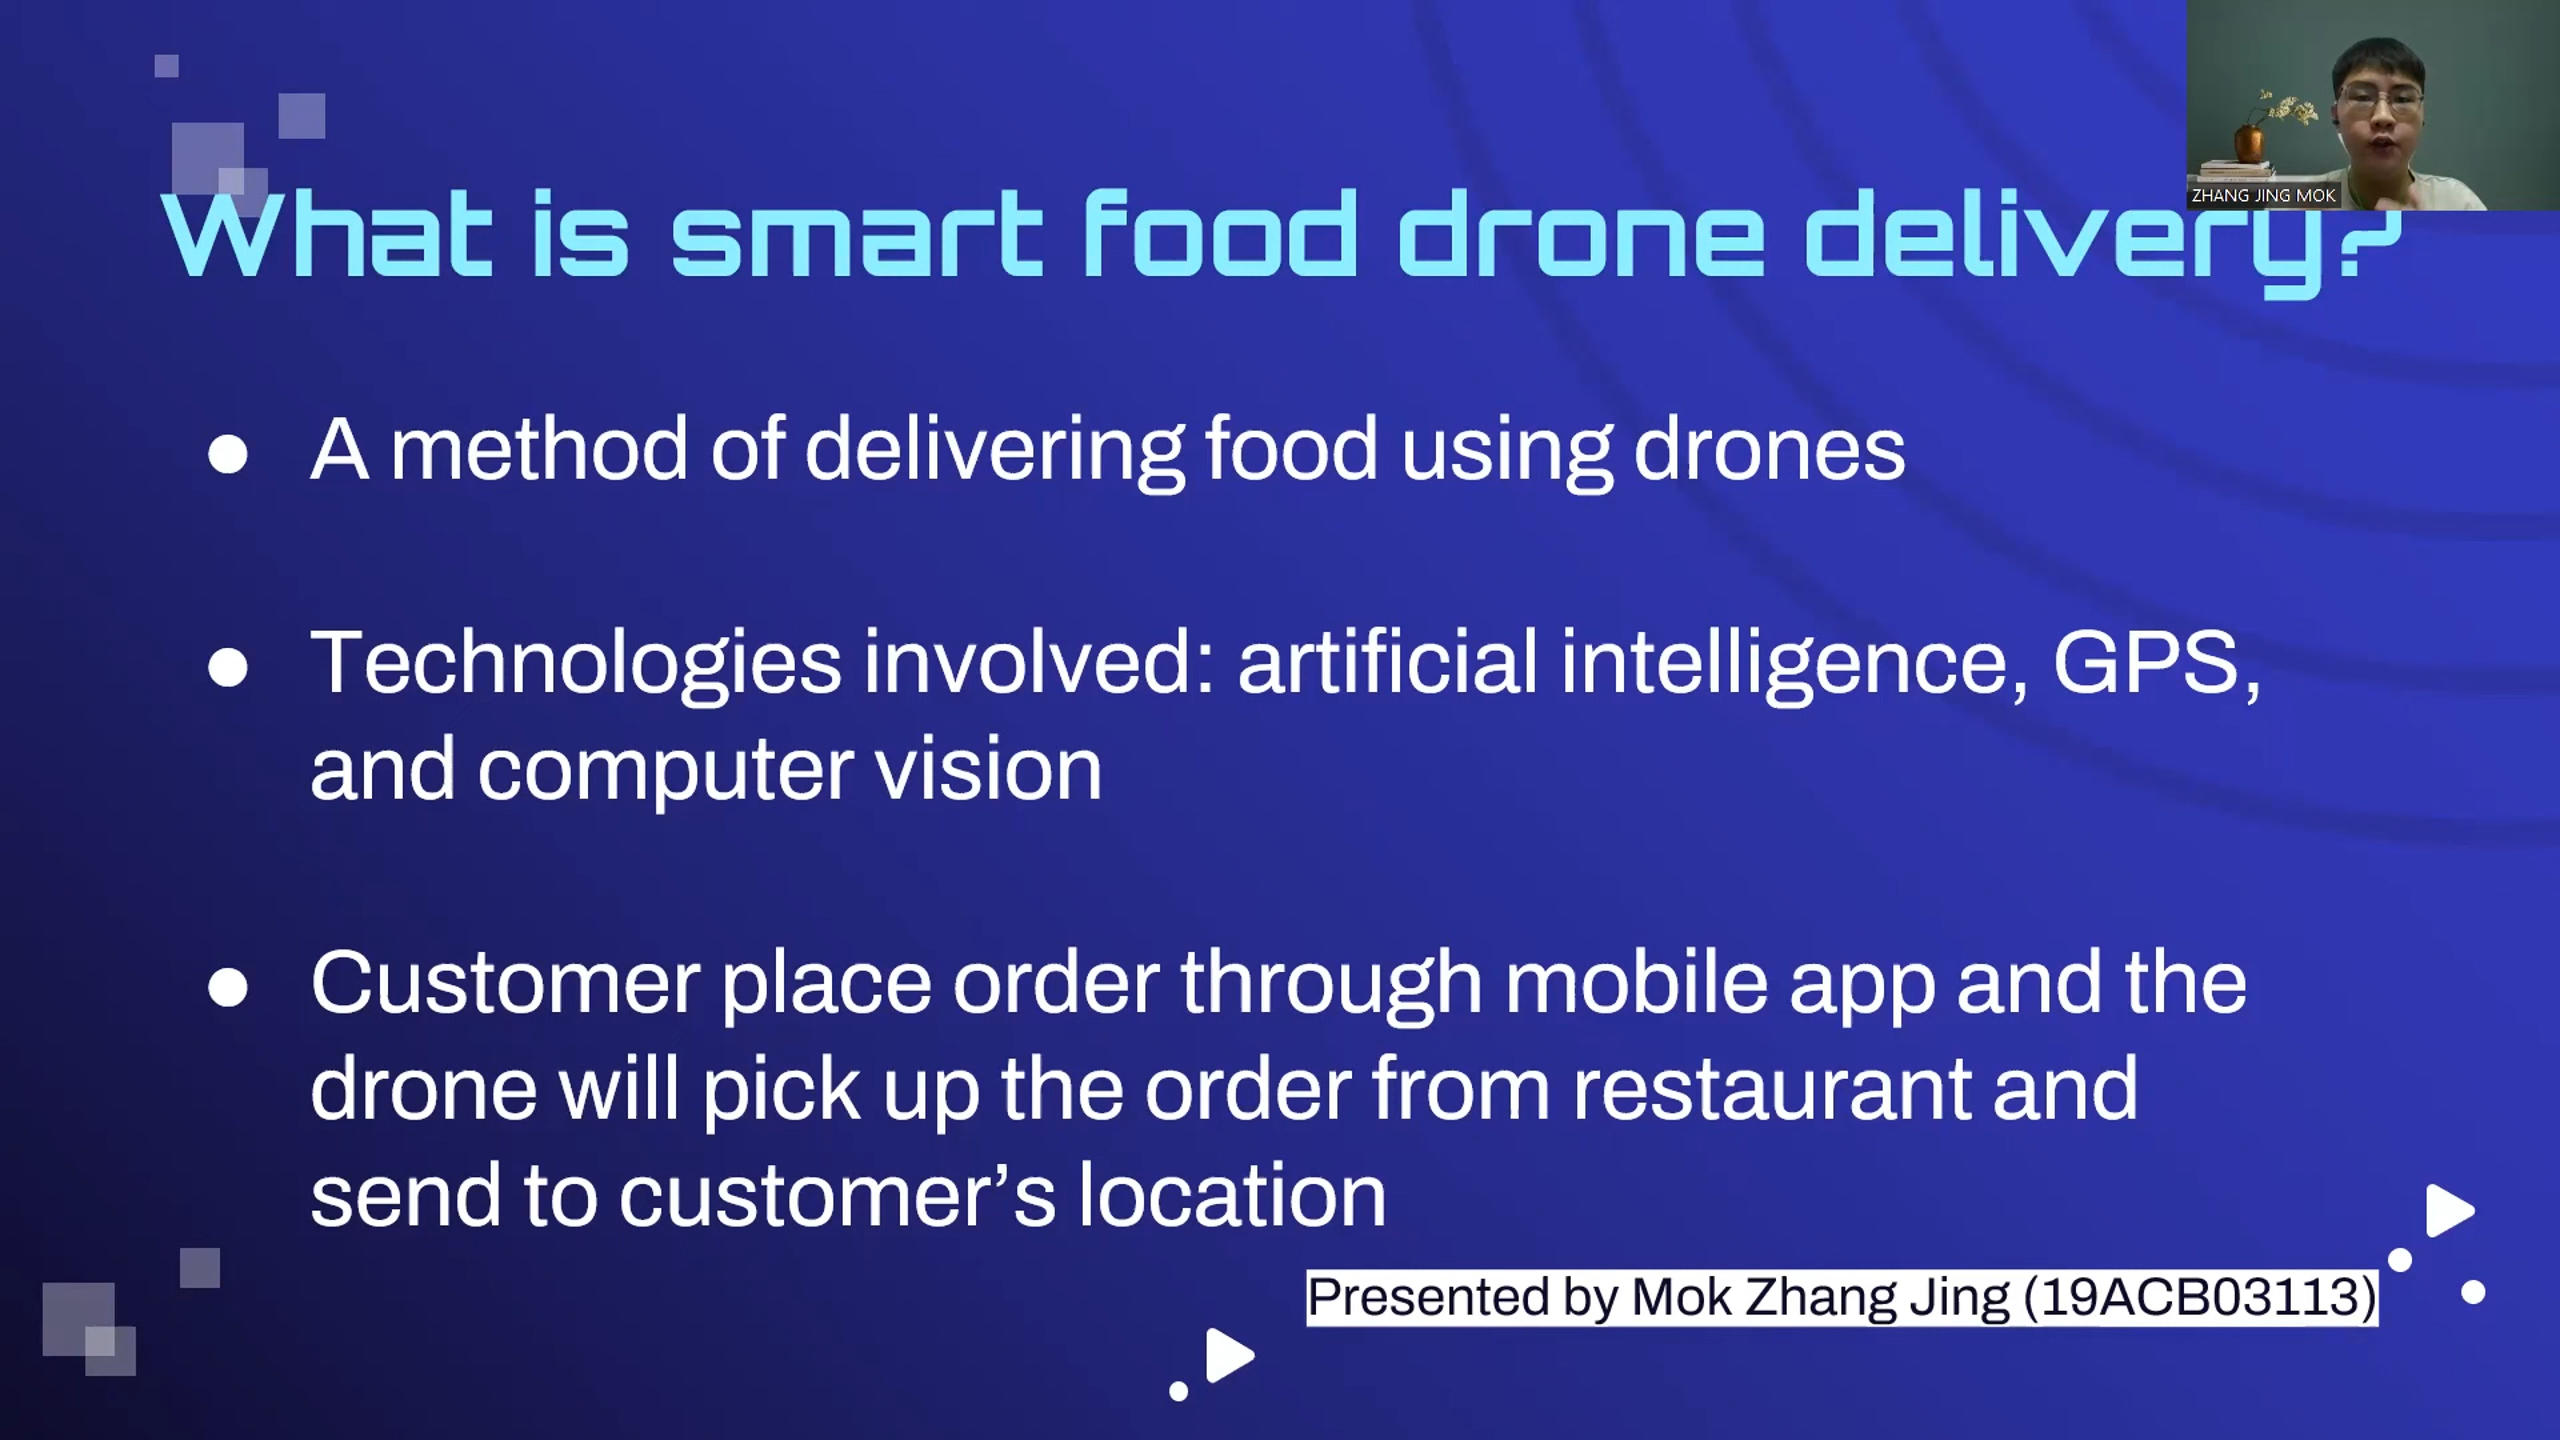 ZHANG JING MOK
What is smart food drone delivery?
● A method of delivering food using drones
● Technologies involved: artificial intelligence, GPS,
and computer vision
● Customer place order through mobile app and the
drone will pick up the order from restaurant and
send to customer’s location
Presented by Mok Zhang Jing (19ACB03113)